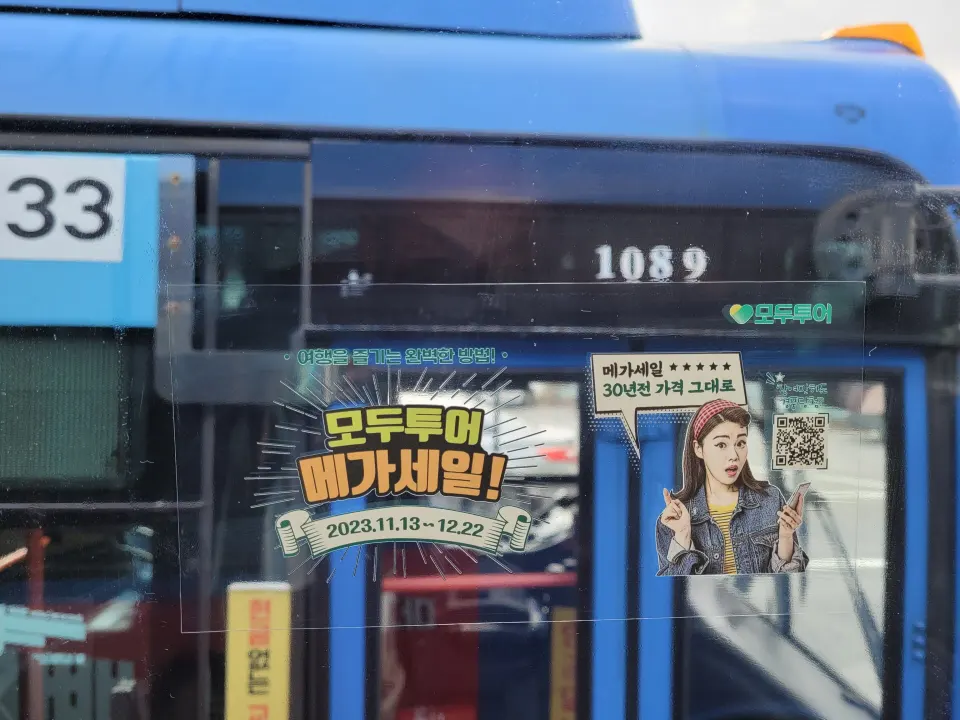 33
1089
모두투어
여행을 즐기는 완벽한 방법!
메가세일 ★★★★★
30년전 가격 그대로
모두투어
메가세일!
2023.11.13~12.22